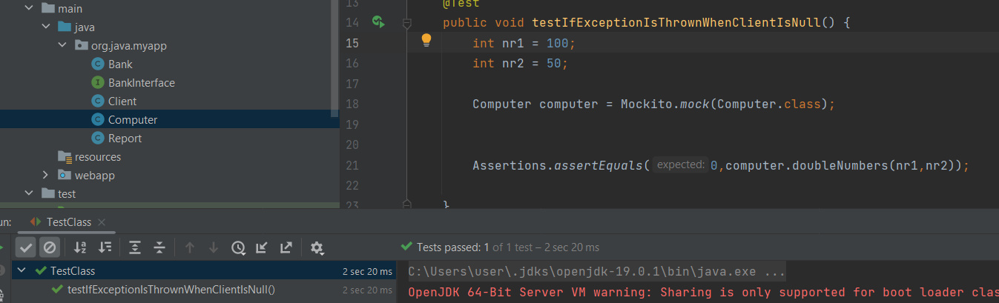 main
java
org.java.myapp
Bank
BankInterface
Client
Computer
Report
resources
webapp
test
13 @Test
14 public void testIfExceptionIsThrownWhenClientIsNull() {
15 int nr1 = 100;
16 int nr2 = 50;
17
18 Computer computer = Mockito.mock(Computer.class);
19
20
21 Assertions.assertEquals( expected: 0,computer.doubleNumbers(nr1,nr2));
22
23 }
un: TestClass
Tests passed: 1 of 1 test – 2 sec 20 ms
TestClass 2 sec 20 ms
testIfExceptionIsThrownWhenClientIsNull() 2 sec 20 ms
C:\Users\user\.jdks\openjdk-19.0.1\bin\java.exe ...
OpenJDK 64-Bit Server VM warning: Sharing is only supported for boot loader clas